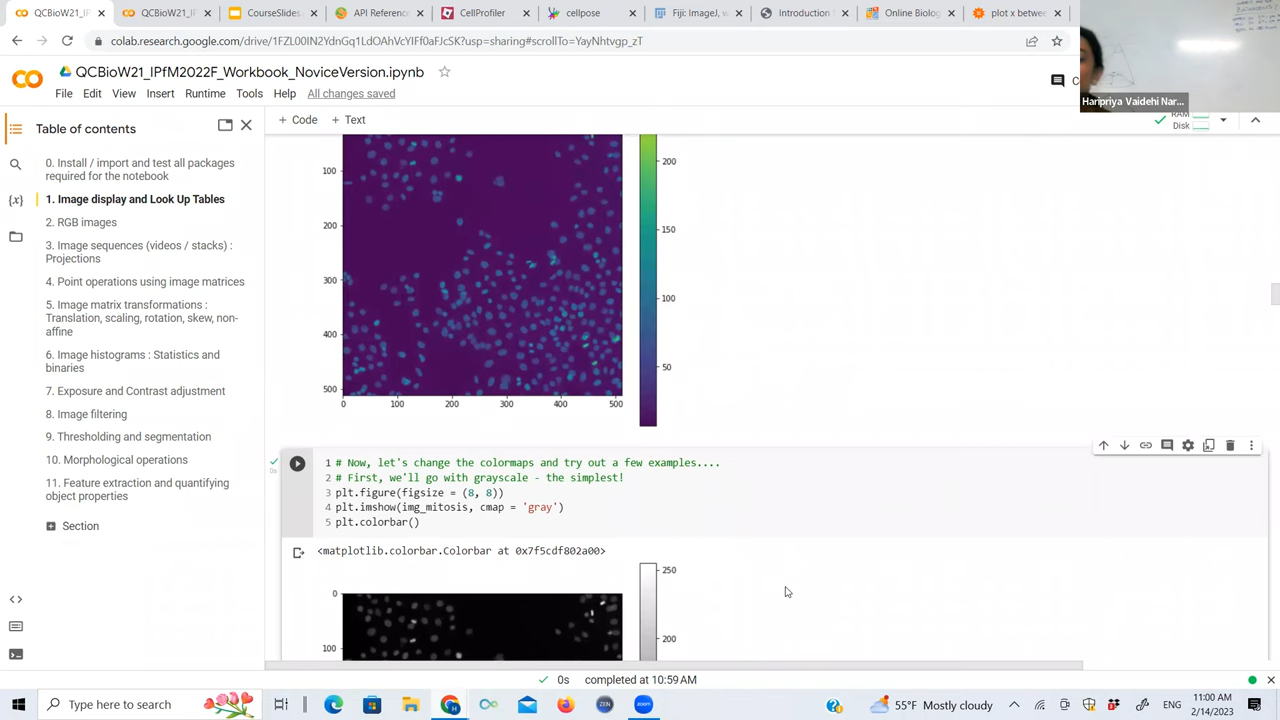 QCBioW21_IPfM2022F_
QCBioW21_IPfM2022F_
CourseSlides
API Reference
CellProfiler
cellpose
Fiji: ImageJ, w
Introduction
Online Biolog
plot x betwee
colab.research.google.com/drive/1FZL00IN2YdnGq1LdOAhVcYIFf0aFJcSK?usp=sharing#scrollTo=YayNhtvgp_zT
QCBioW21_IPfM2022F_Workbook_NoviceVersion.ipynb
File Edit View Insert Runtime Tools Help All changes saved
Haripriya Vaidehi Nar...
+ Code + Text
RAM
Disk
Table of contents
0. Install / import and test all packages
required for the notebook
1. Image display and Look Up Tables
2. RGB images
3. Image sequences (videos / stacks) :
Projections
4. Point operations using image matrices
5. Image matrix transformations :
Translation, scaling, rotation, skew, non-
affine
6. Image histograms : Statistics and
binaries
7. Exposure and Contrast adjustment
8. Image filtering
9. Thresholding and segmentation
10. Morphological operations
11. Feature extraction and quantifying
object properties
Section
{x}
100
200
300
400
500
0 100 200 300 400 500
200
150
100
50
0s
1 # Now, let's change the colormaps and try out a few examples....
2 # First, we'll go with grayscale - the simplest!
3 plt.figure(figsize = (8, 8))
4 plt.imshow(img_mitosis, cmap = 'gray')
5 plt.colorbar()
<matplotlib.colorbar.Colorbar at 0x7f5cdf802a00>
0
100
250
200
0s completed at 10:59 AM
Type here to search
ZEN
zoom
55°F Mostly cloudy
ENG
11:00 AM
2/14/2023